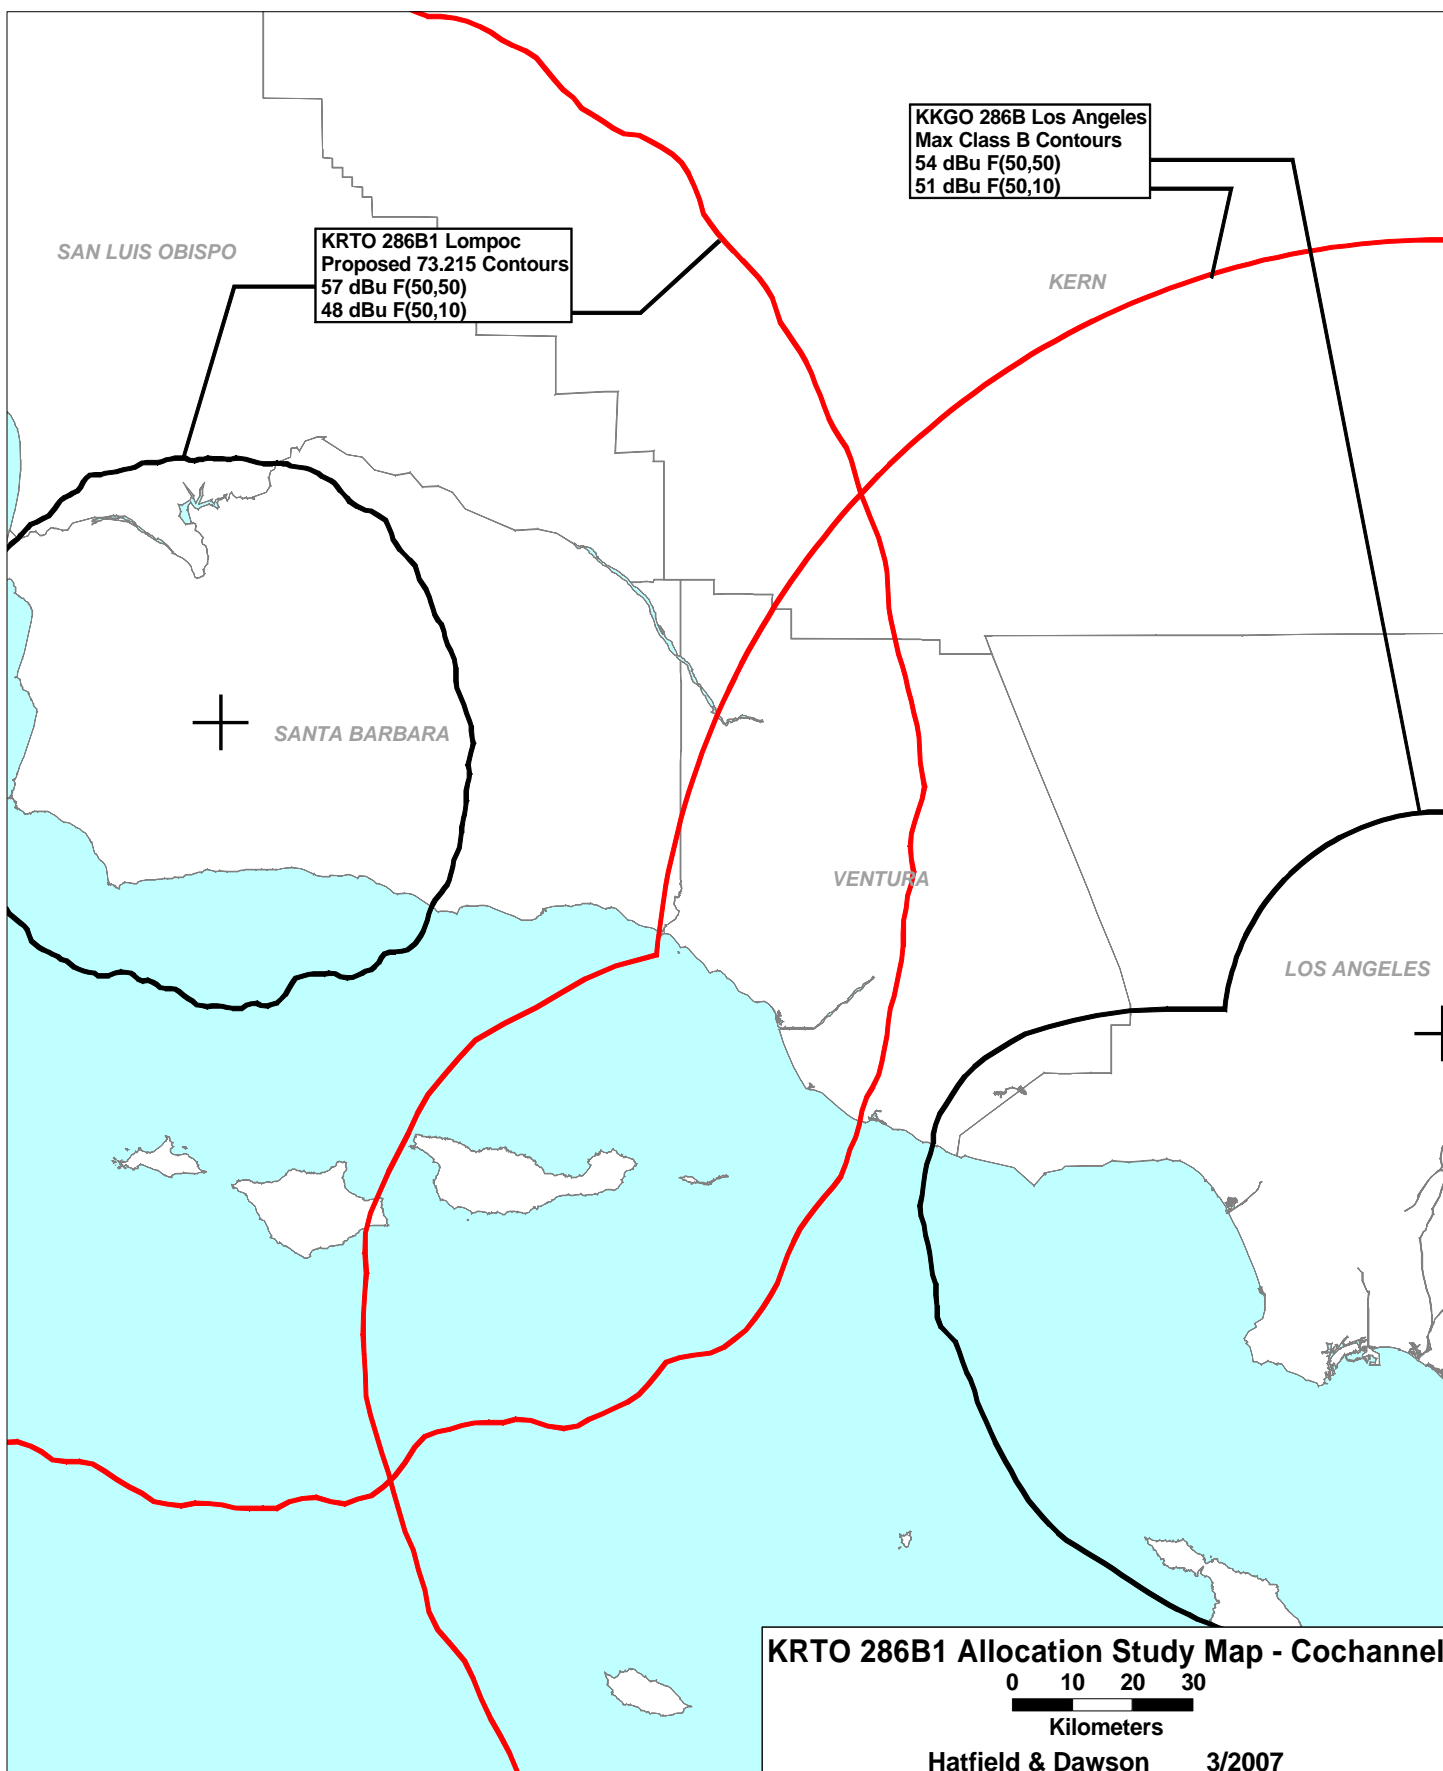 KKGO 286B Los Angeles
Max Class B Contours
54 dBu F(50,50)
51 dBu F(50,10)
KRTO 286B1 Lompoc
Proposed 73.215 Contours
57 dBu F(50,50)
48 dBu F(50,10)
SAN LUIS OBISPO
KERN
SANTA BARBARA
VENTURA
LOS ANGELES
KRTO 286B1 Allocation Study Map - Cochannel
0 10 20 30
Kilometers
Hatfield & Dawson 3/2007